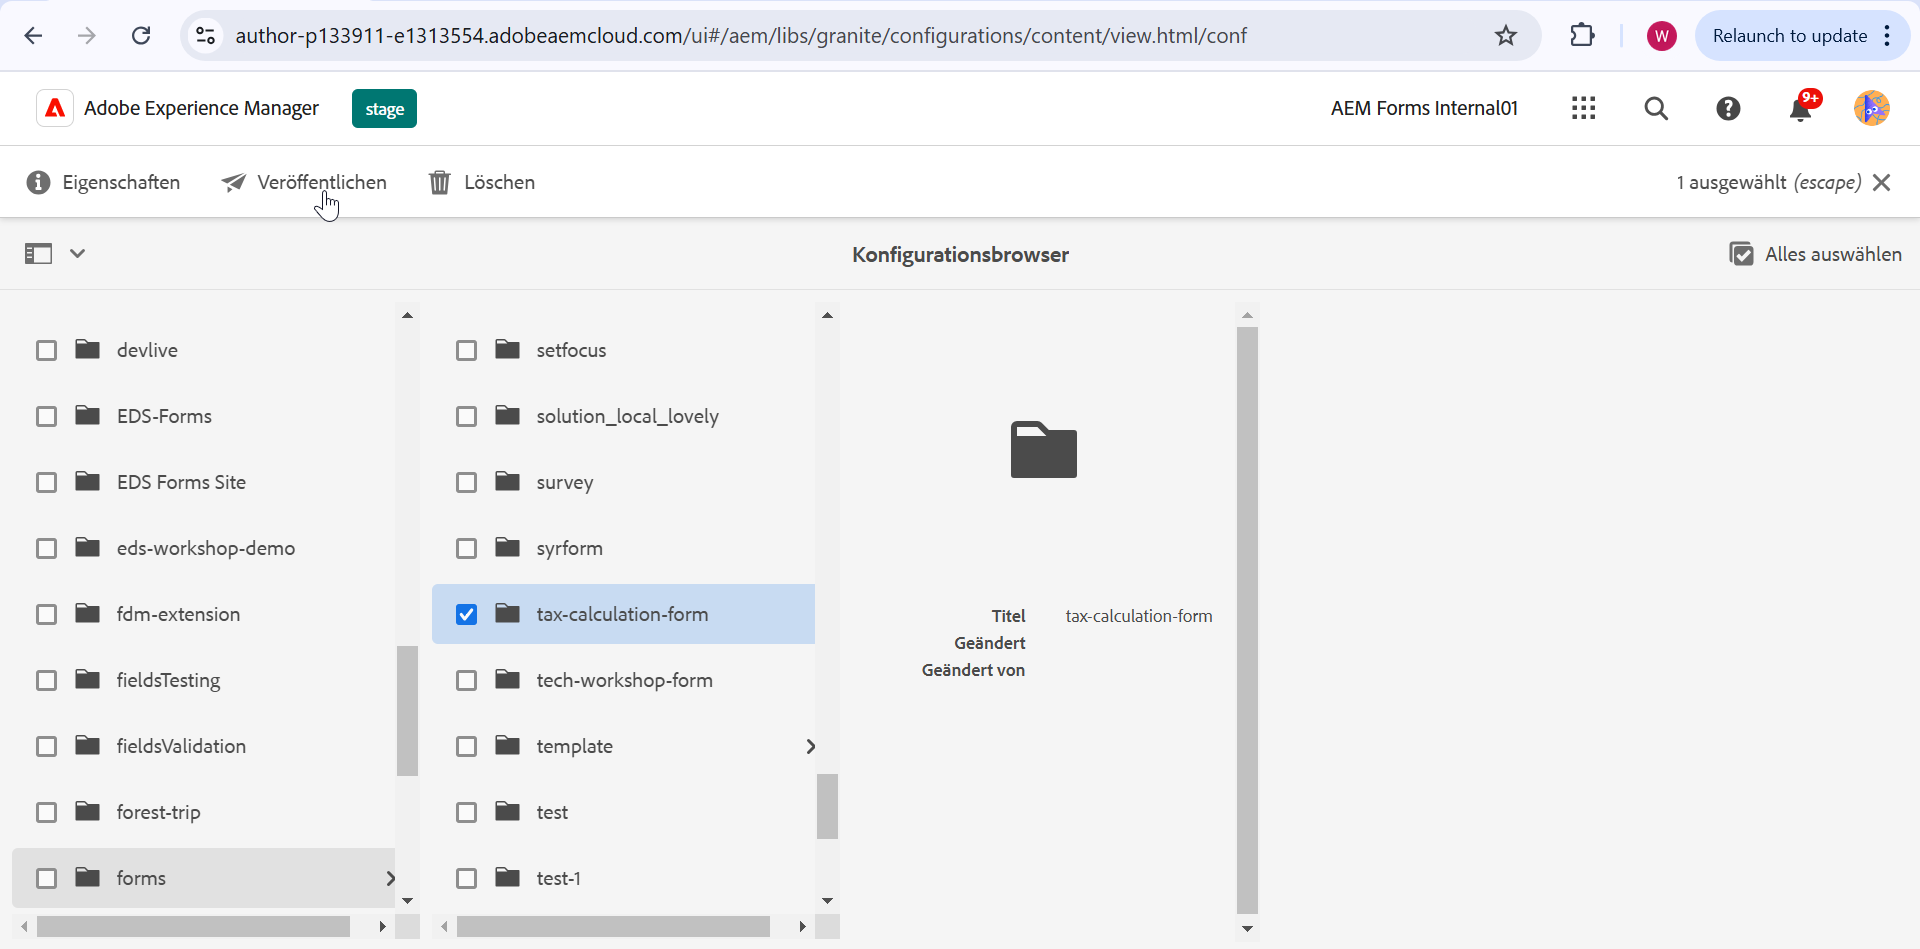 author-p133911-e1313554.adobeaemcloud.com/ui#/aem/libs/granite/configurations/content/view.html/conf
W
Relaunch to update
Adobe Experience Manager
stage
AEM Forms Internal01
9+
Eigenschaften
Veröffentlichen
Löschen
1 ausgewählt (escape)
Konfigurationsbrowser
Alles auswählen
devlive
EDS-Forms
EDS Forms Site
eds-workshop-demo
fdm-extension
fieldsTesting
fieldsValidation
forest-trip
forms
setfocus
solution_local_lovely
survey
syrform
tax-calculation-form
tech-workshop-form
template
test
test-1
Titel tax-calculation-form
Geändert
Geändert von